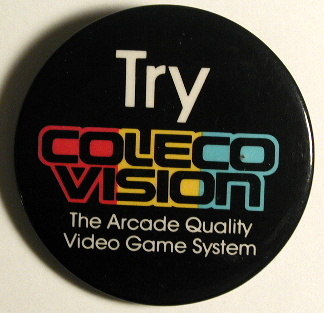 Try
COLECO
VISION
The Arcade Quality
Video Game System